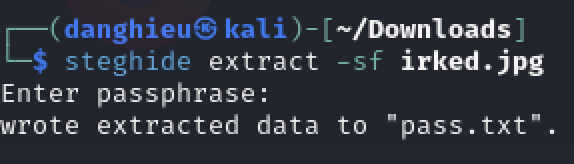 ┌──(danghieu㉿kali)-[~/Downloads]
└─$ steghide extract -sf irked.jpg
Enter passphrase:
wrote extracted data to "pass.txt".